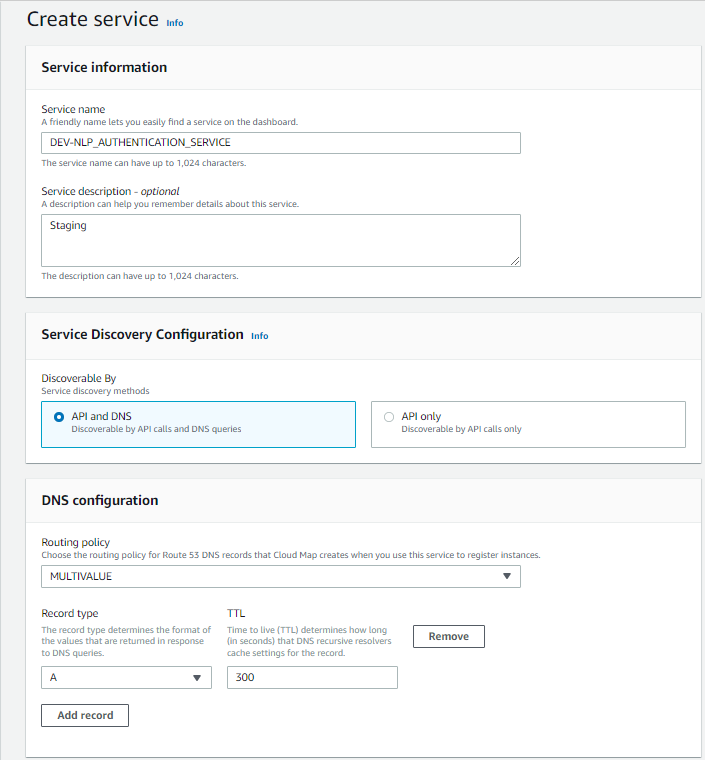 Create service Info
Service information
Service name
A friendly name lets you easily find a service on the dashboard.
DEV-NLP_AUTHENTICATION_SERVICE
The service name can have up to 1,024 characters.
Service description - optional
A description can help you remember details about this service.
Staging
The description can have up to 1,024 characters.
Service Discovery Configuration Info
Discoverable By
Service discovery methods
API and DNS
Discoverable by API calls and DNS queries
API only
Discoverable by API calls only
DNS configuration
Routing policy
Choose the routing policy for Route 53 DNS records that Cloud Map creates when you use this service to register instances.
MULTIVALUE
Record type
The record type determines the format of
the values that are returned in response
to DNS queries.
A
TTL
Time to live (TTL) determines how long
(in seconds) that DNS recursive resolvers
cache settings for the record.
300
Remove
Add record